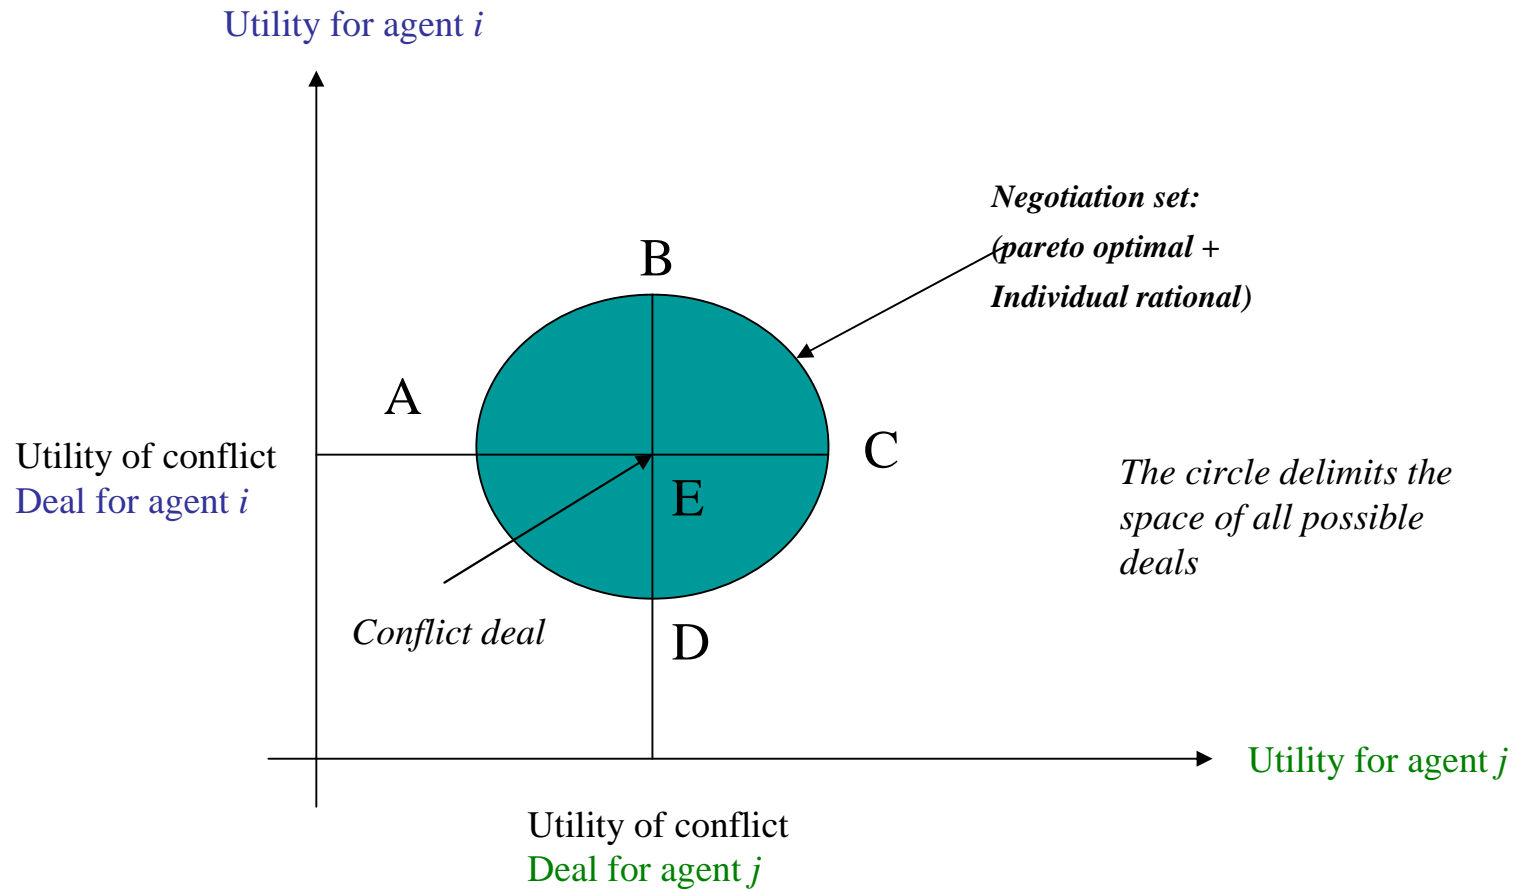 Utility for agent i
Negotiation set:
(pareto optimal +
Individual rational)
B
A
C
Utility of conflict
Deal for agent i
E
The circle delimits the
space of all possible
deals
Conflict deal
D
Utility for agent j
Utility of conflict
Deal for agent j